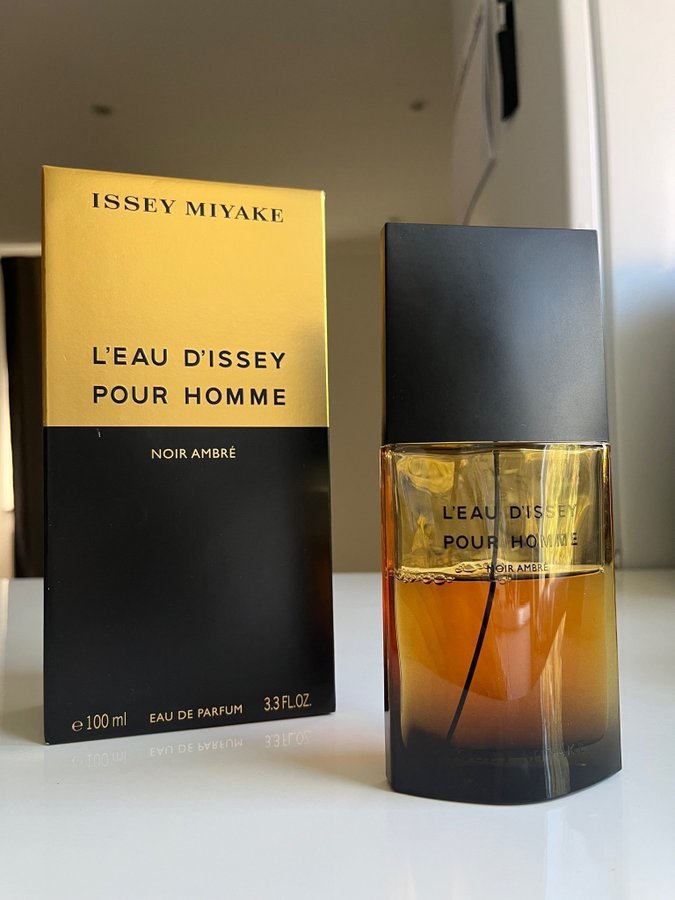 ISSEY MIYAKE
L'EAU D'ISSEY
POUR HOMME
NOIR AMBRÉ
℮100 ml
EAU DE PARFUM
3.3 FL.OZ.
L'EAU D'ISSEY
POUR HOMME
NOIR AMBRÉ